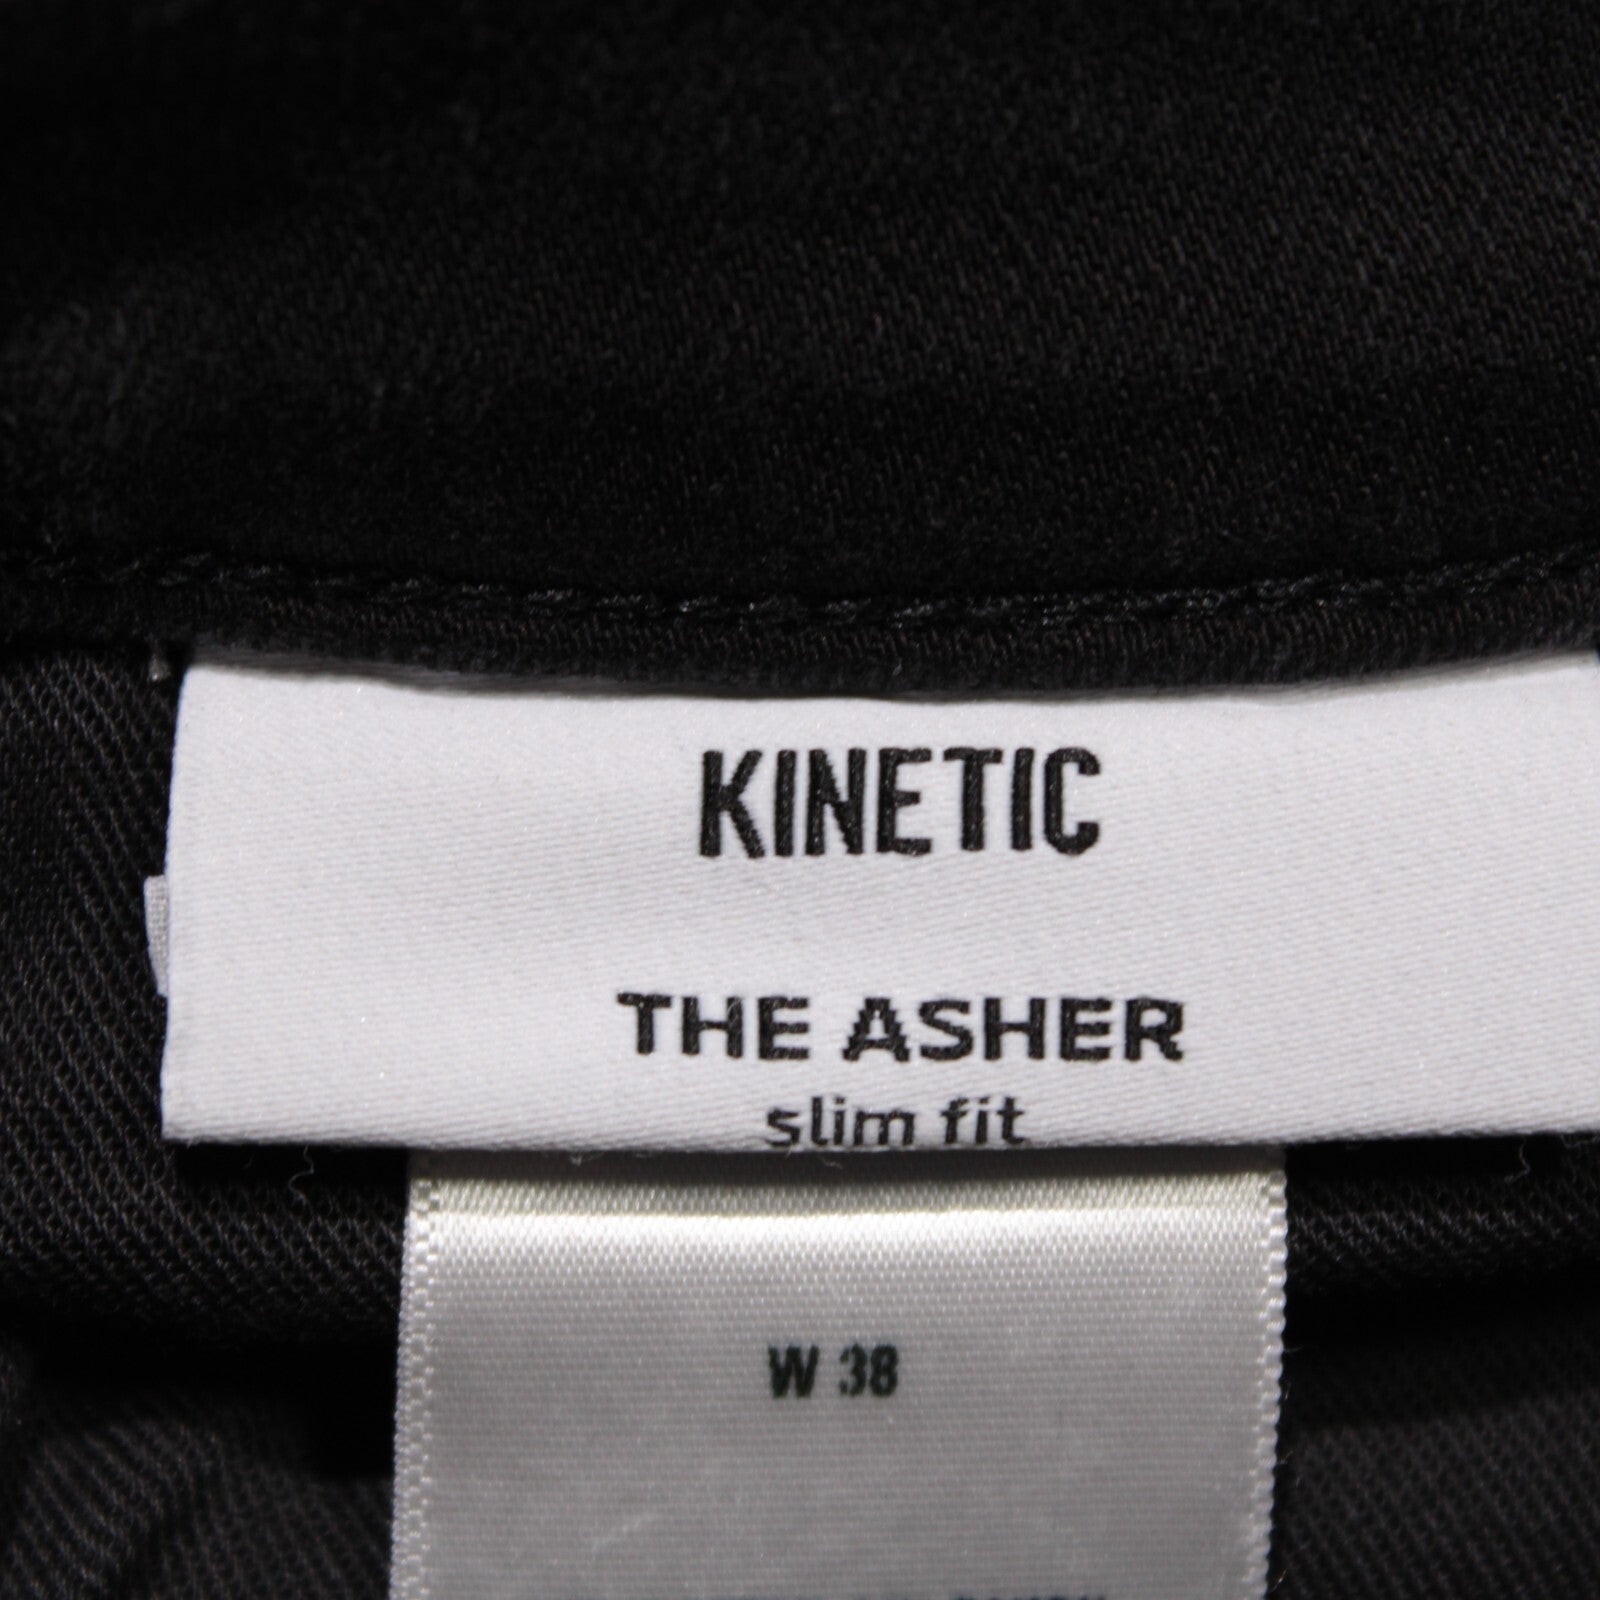 KINETIC
THE ASHER
slim fit
W 38